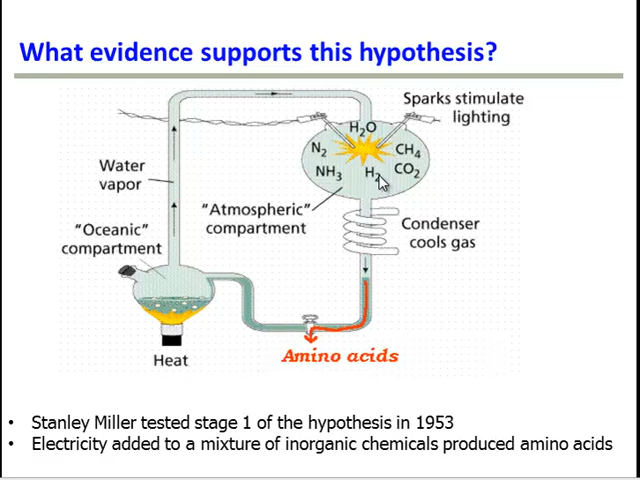 What evidence supports this hypothesis?
Sparks stimulate
lighting
H₂O
N₂
CH₄
NH₃
H₂
CO₂
Water
vapor
"Atmospheric"
compartment
"Oceanic"
compartment
Condenser
cools gas
Amino acids
Heat
• Stanley Miller tested stage 1 of the hypothesis in 1953
• Electricity added to a mixture of inorganic chemicals produced amino acids